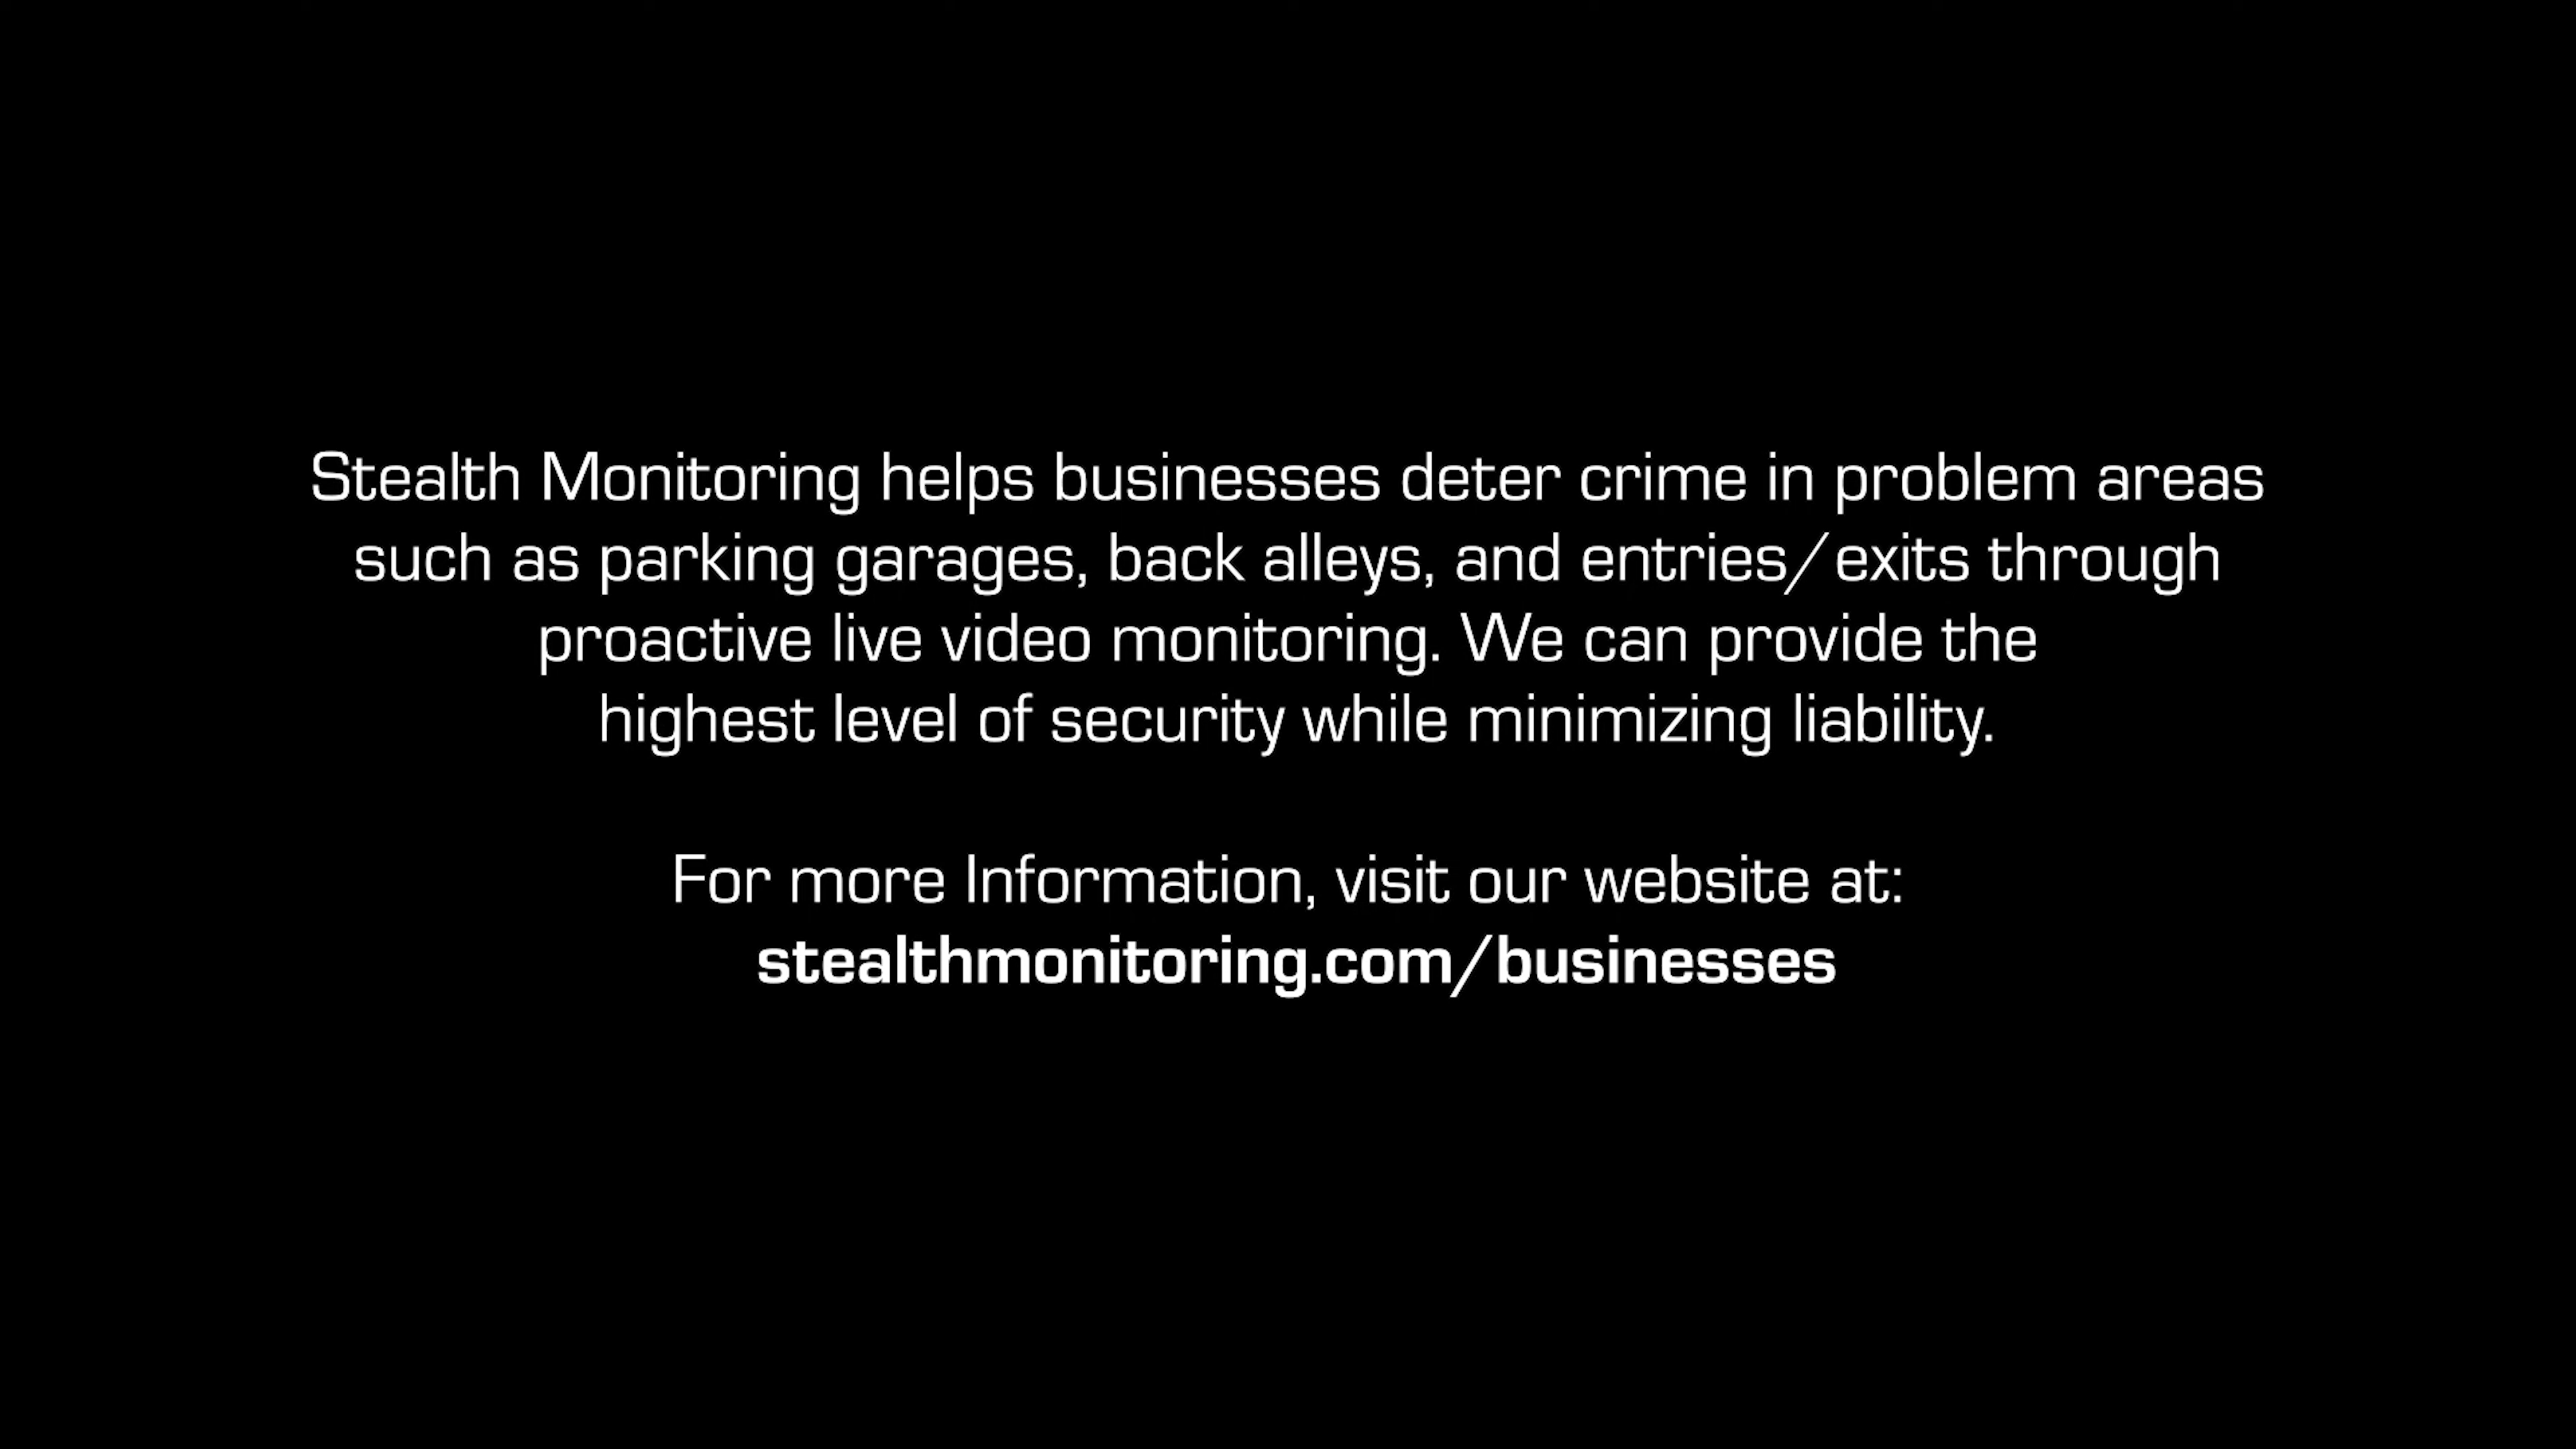 Stealth Monitoring helps businesses deter crime in problem areas
such as parking garages, back alleys, and entries/exits through
proactive live video monitoring. We can provide the
highest level of security while minimizing liability.
For more Information, visit our website at:
stealthmonitoring.com/businesses